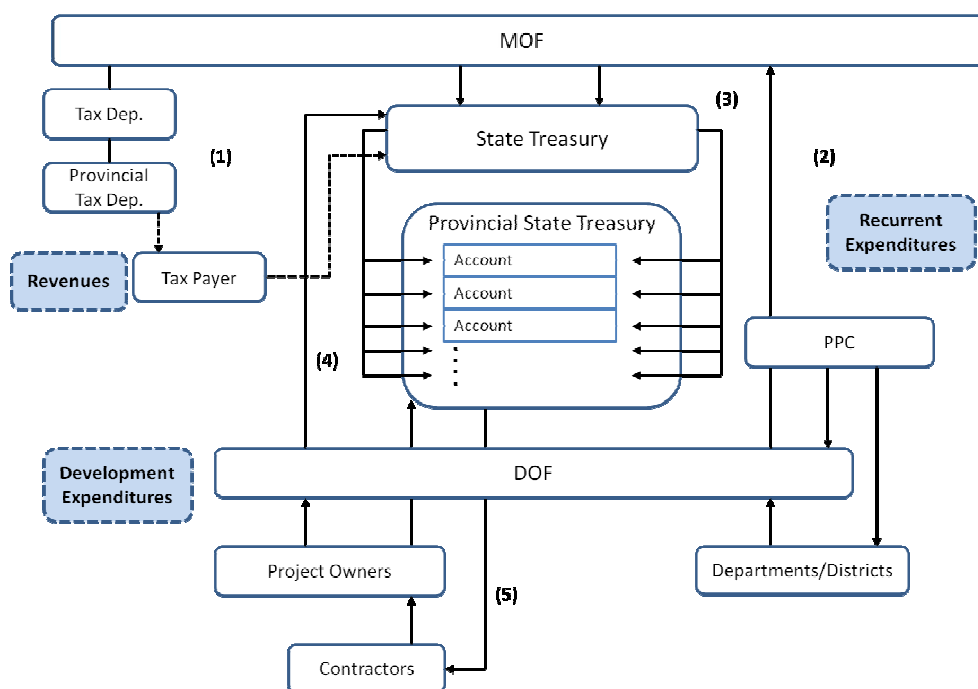 MOF
Tax Dep.
State Treasury
(3)
(1)
(2)
Provincial
Tax Dep.
Provincial State Treasury
Recurrent
Expenditures
Revenues
Tax Payer
Account
Account
Account
PPC
(4)
Development
Expenditures
DOF
Project Owners
Departments/Districts
(5)
Contractors